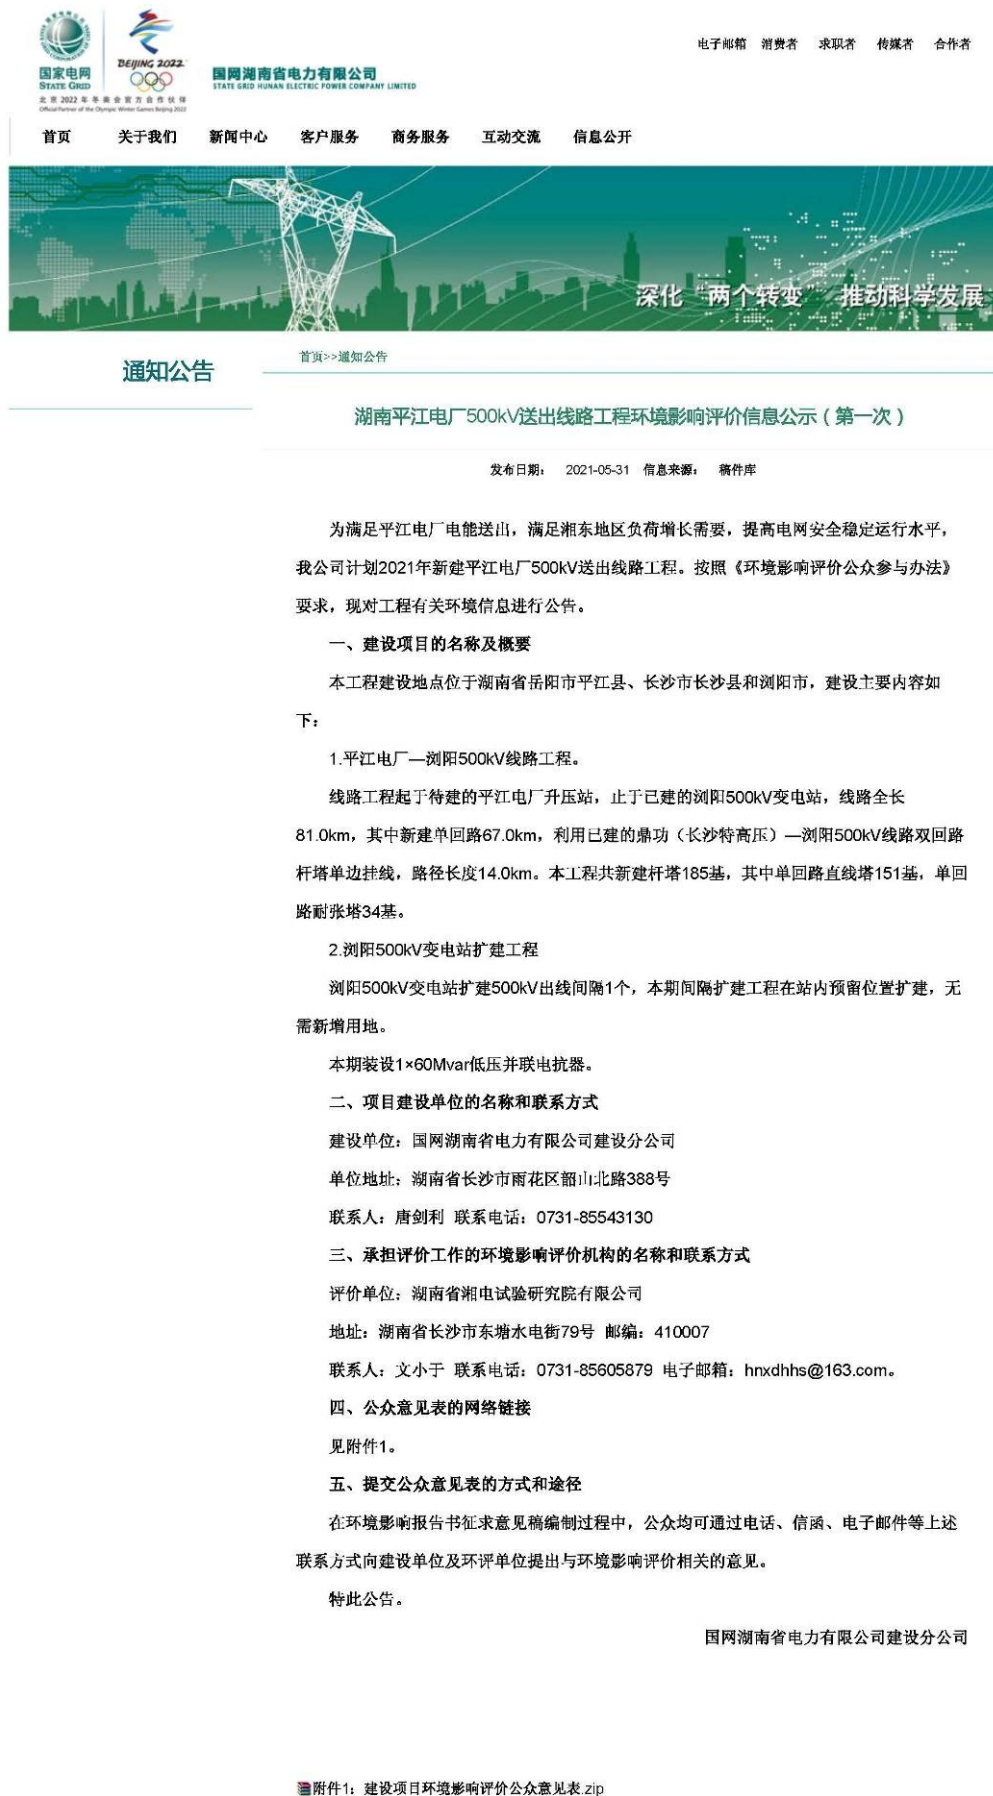 电子邮箱 消费者 求职者 传媒者 合作者
国家电网
STATE GRID
BEIJING 2022
北京2022年冬奥会官方合作伙伴
Official Partner of the Olympic Winter Games Beijing 2022
国网湖南省电力有限公司
STATE GRID HUNAN ELECTRIC POWER COMPANY LIMITED
首页 关于我们 新闻中心 客户服务 商务服务 互动交流 信息公开
深化“两个转变” 推动科学发展
通知公告
首页>>通知公告
湖南平江电厂500kV送出线路工程环境影响评价信息公示（第一次）
发布日期： 2021-05-31 信息来源： 稿件库
为满足平江电厂电能送出，满足湘东地区负荷增长需要，提高电网安全稳定运行水平，
我公司计划2021年新建平江电厂500kV送出线路工程。按照《环境影响评价公众参与办法》
要求，现对工程有关环境信息进行公告。
一、建设项目的名称及概要
本工程建设地点位于湖南省岳阳市平江县、长沙市长沙县和浏阳市，建设主要内容如
下：
1.平江电厂—浏阳500kV线路工程。
线路工程起于待建的平江电厂升压站，止于已建的浏阳500kV变电站，线路全长
81.0km，其中新建单回路67.0km，利用已建的鼎功（长沙特高压）—浏阳500kV线路双回路
杆塔单边挂线，路径长度14.0km。本工程共新建杆塔185基，其中单回路直线塔151基，单回
路耐张塔34基。
2.浏阳500kV变电站扩建工程
浏阳500kV变电站扩建500kV出线间隔1个，本期间隔扩建工程在站内预留位置扩建，无
需新增用地。
本期装设1×60Mvar低压并联电抗器。
二、项目建设单位的名称和联系方式
建设单位：国网湖南省电力有限公司建设分公司
单位地址：湖南省长沙市雨花区韶山北路388号
联系人：唐剑利 联系电话：0731-85543130
三、承担评价工作的环境影响评价机构的名称和联系方式
评价单位：湖南省湘电试验研究院有限公司
地址：湖南省长沙市东塘水电街79号 邮编：410007
联系人：文小于 联系电话：0731-85605879 电子邮箱：hnxdhhs@163.com。
四、公众意见表的网络链接
见附件1。
五、提交公众意见表的方式和途径
在环境影响报告书征求意见稿编制过程中，公众均可通过电话、信函、电子邮件等上述
联系方式向建设单位及环评单位提出与环境影响评价相关的意见。
特此公告。
国网湖南省电力有限公司建设分公司
附件1：建设项目环境影响评价公众意见表.zip